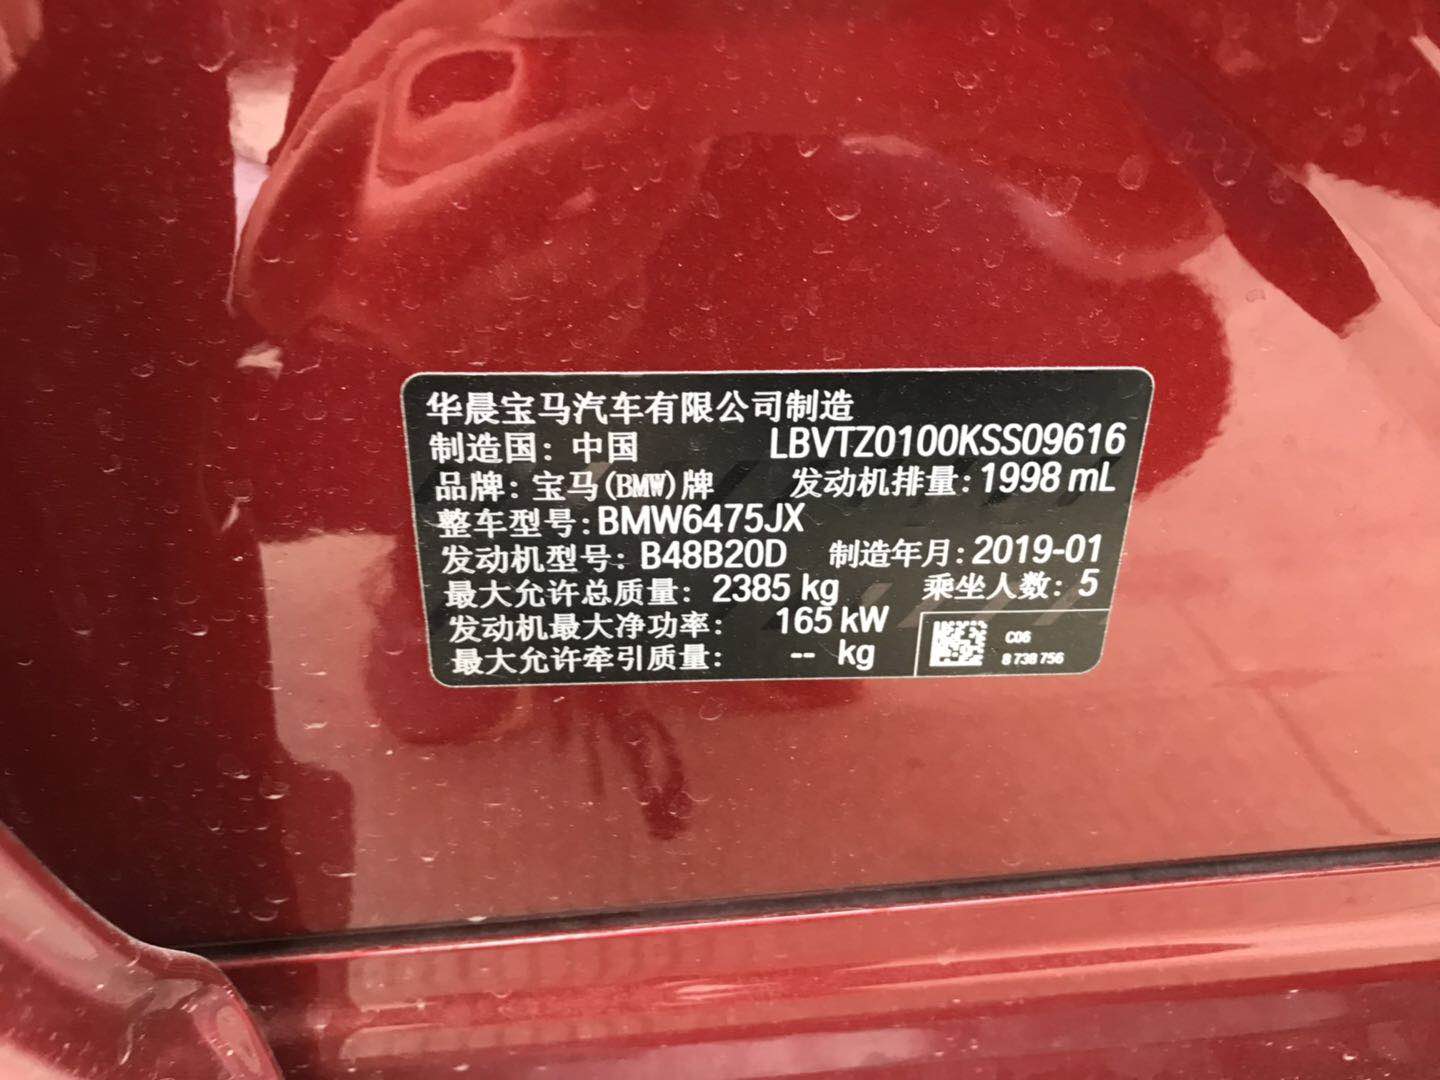 华晨宝马汽车有限公司制造
制造国: 中国 LBVTZ0100KSS09616
品牌: 宝马(BMW)牌 发动机排量: 1998 mL
整车型号: BMW6475JX
发动机型号: B48B20D 制造年月: 2019-01
最大允许总质量: 2385 kg 乘坐人数: 5
发动机最大净功率: 165 kW
最大允许牵引质量: -- kg
C06
8 738 756